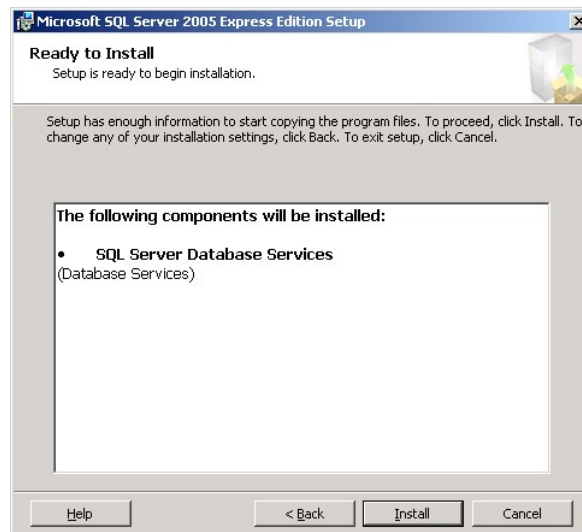 Microsoft SQL Server 2005 Express Edition Setup
Ready to Install
Setup is ready to begin installation.
Setup has enough information to start copying the program files. To proceed, click Install. To
change any of your installation settings, click Back. To exit setup, click Cancel.
The following components will be installed:
• SQL Server Database Services
(Database Services)
Help
< Back
Install
Cancel